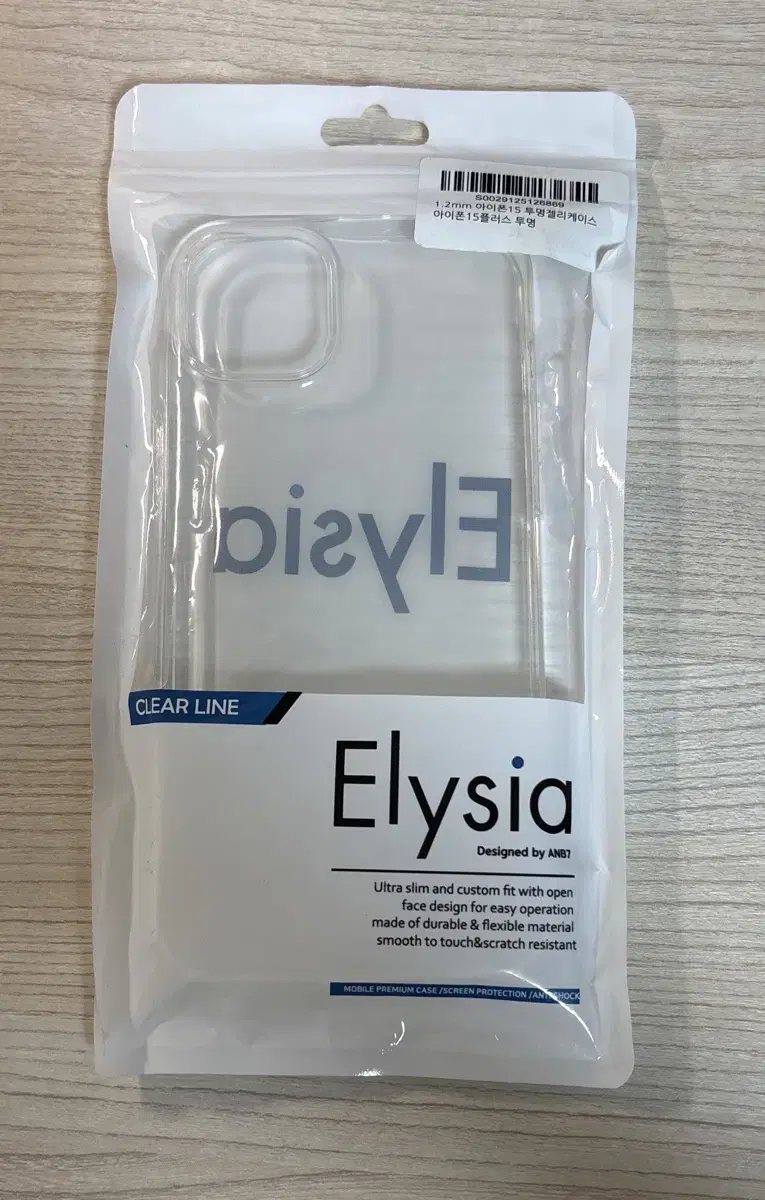 S0029125126869
1.2mm 아이폰15 투명젤리케이스
아이폰15플러스 투명
Elysia
CLEAR LINE
Elysia
Designed by ANB7
Ultra slim and custom fit with open
face design for easy operation
made of durable & flexible material
smooth to touch&scratch resistant
MOBILE PREMIUM CASE /SCREEN PROTECTION /ANTI SHOCK